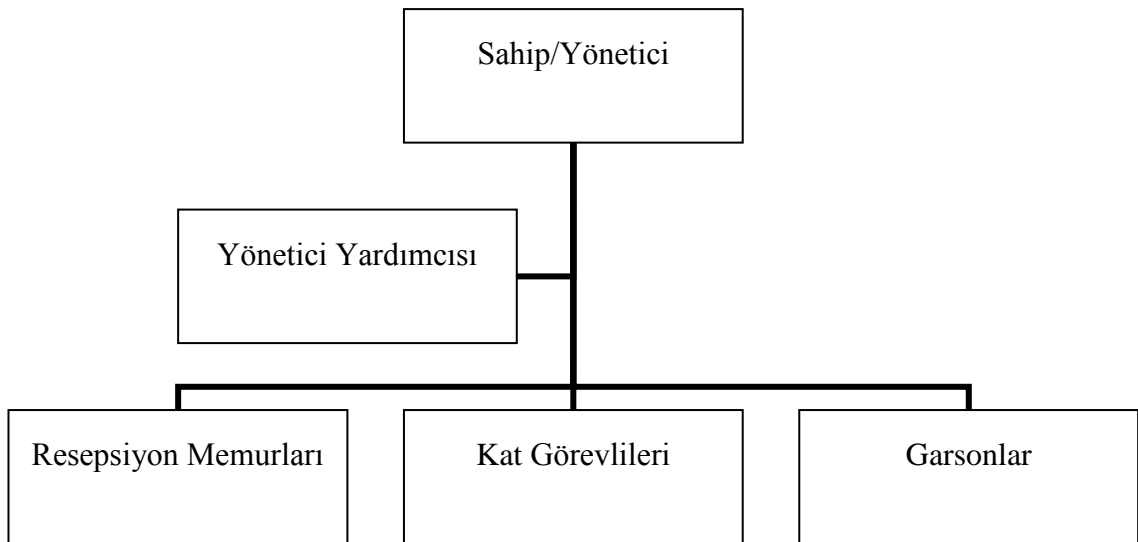 Sahip/Yönetici
Yönetici Yardımcısı
Resepsiyon Memurları
Kat Görevlileri
Garsonlar